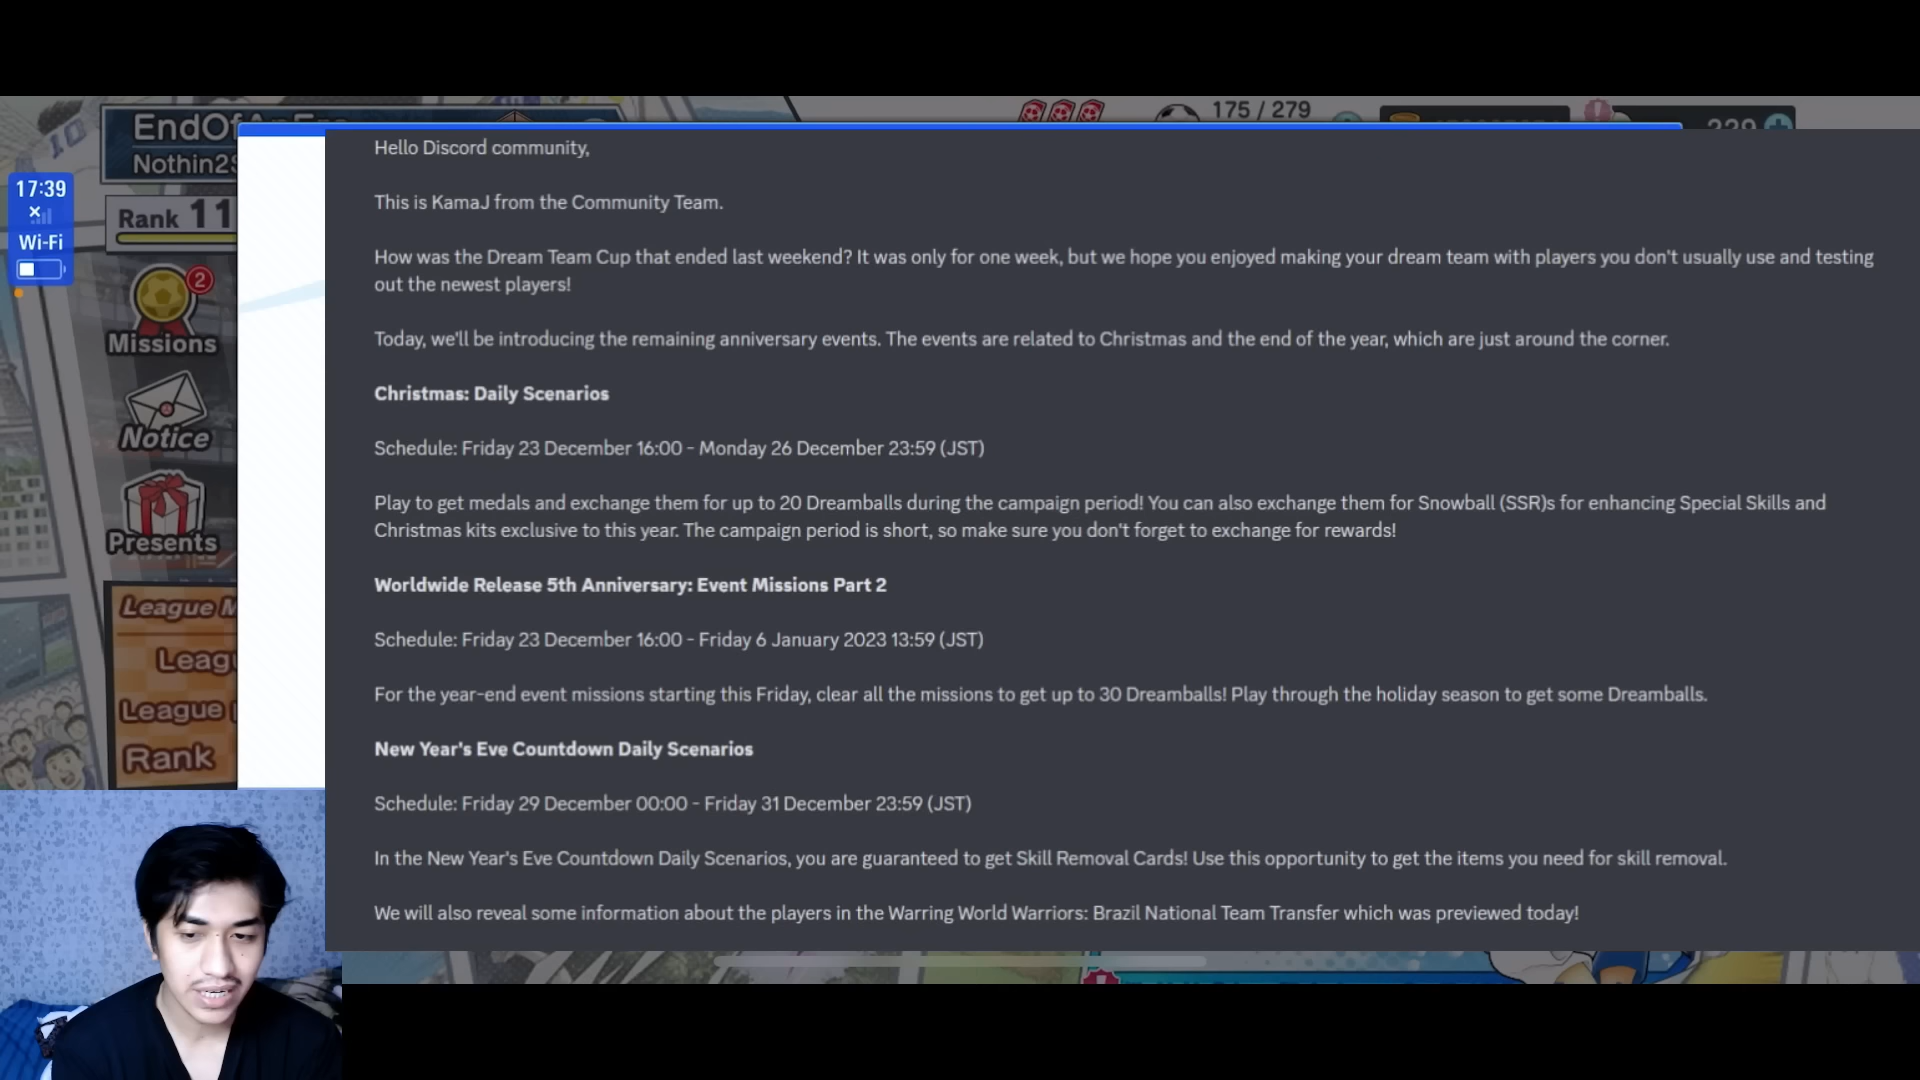 175 / 279
17:39
Wi-Fi
Nothin2S
Rank 11
2
Missions
Notice
Presents
League M
Leagu
League
Rank
Hello Discord community,
This is KamaJ from the Community Team.
How was the Dream Team Cup that ended last weekend? It was only for one week, but we hope you enjoyed making your dream team with players you don't usually use and testing
out the newest players!
Today, we'll be introducing the remaining anniversary events. The events are related to Christmas and the end of the year, which are just around the corner.
Christmas: Daily Scenarios
Schedule: Friday 23 December 16:00 - Monday 26 December 23:59 (JST)
Play to get medals and exchange them for up to 20 Dreamballs during the campaign period! You can also exchange them for Snowball (SSR)s for enhancing Special Skills and
Christmas kits exclusive to this year. The campaign period is short, so make sure you don't forget to exchange for rewards!
Worldwide Release 5th Anniversary: Event Missions Part 2
Schedule: Friday 23 December 16:00 - Friday 6 January 2023 13:59 (JST)
For the year-end event missions starting this Friday, clear all the missions to get up to 30 Dreamballs! Play through the holiday season to get some Dreamballs.
New Year's Eve Countdown Daily Scenarios
Schedule: Friday 29 December 00:00 - Friday 31 December 23:59 (JST)
In the New Year's Eve Countdown Daily Scenarios, you are guaranteed to get Skill Removal Cards! Use this opportunity to get the items you need for skill removal.
We will also reveal some information about the players in the Warring World Warriors: Brazil National Team Transfer which was previewed today!